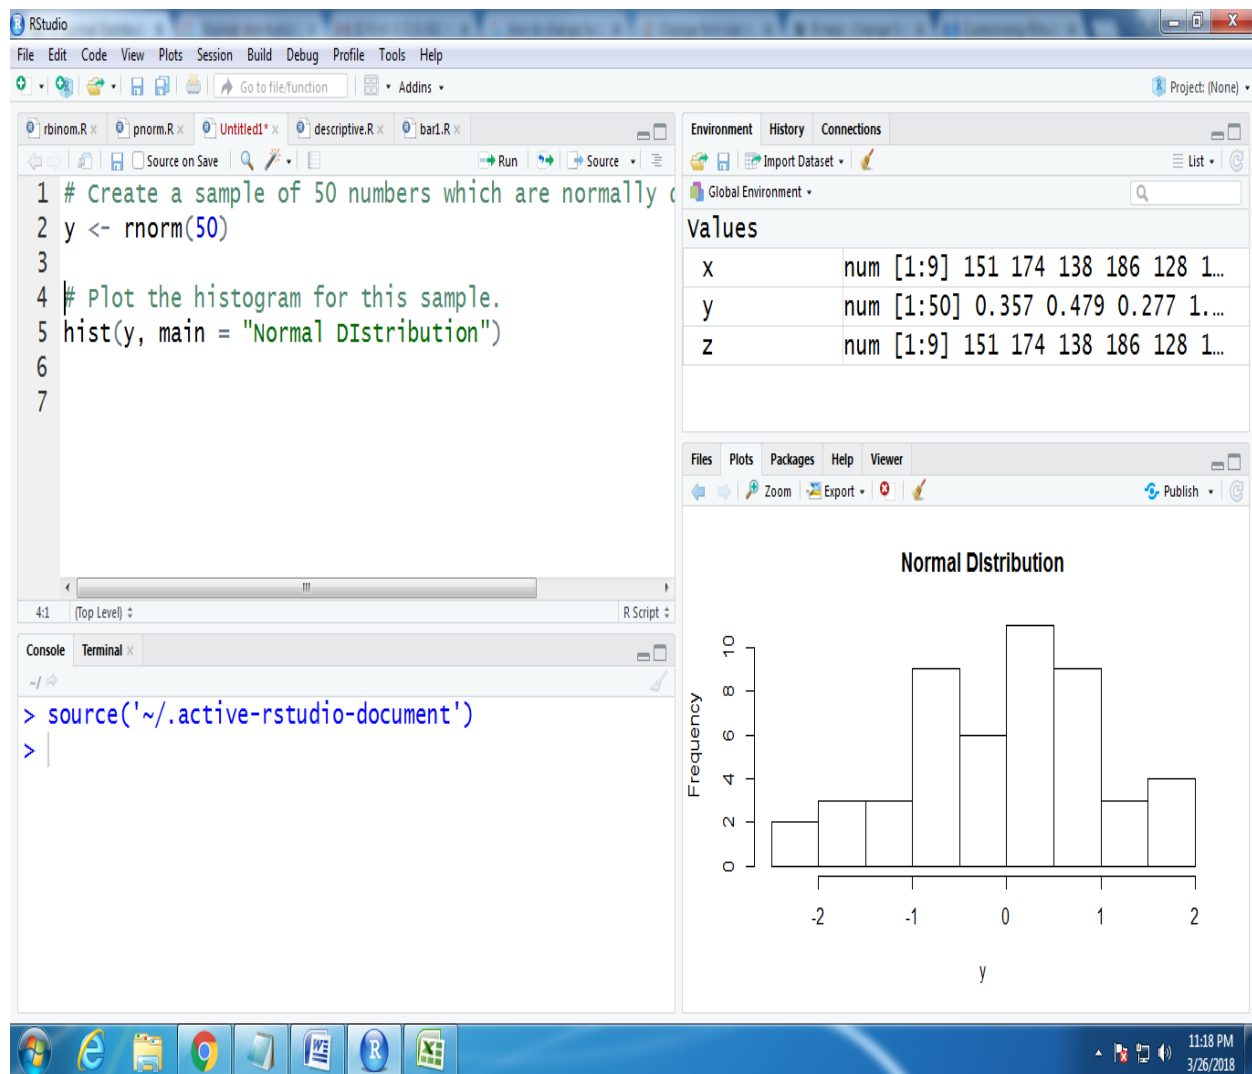 RStudio
File Edit Code View Plots Session Build Debug Profile Tools Help
Go to file/function Addins Project: (None)
rbinom.R pnorm.R Untitled1* descriptive.R bar1.R
Source on Save Run Source
1 # Create a sample of 50 numbers which are normally
2 y <- rnorm(50)
3
4 # Plot the histogram for this sample.
5 hist(y, main = "Normal DIstribution")
6
7
4:1 (Top Level) R Script
Console Terminal
~/
> source('~/.active-rstudio-document')
>
Environment History Connections
Import Dataset List
Global Environment
Values
x num [1:9] 151 174 138 186 128 1…
y num [1:50] 0.357 0.479 0.277 1.…
z num [1:9] 151 174 138 186 128 1…
Files Plots Packages Help Viewer
Zoom Export Publish
Normal DIstribution
Frequency
10
8
6
4
2
0
-2 -1 0 1 2
y
11:18 PM
3/26/2018